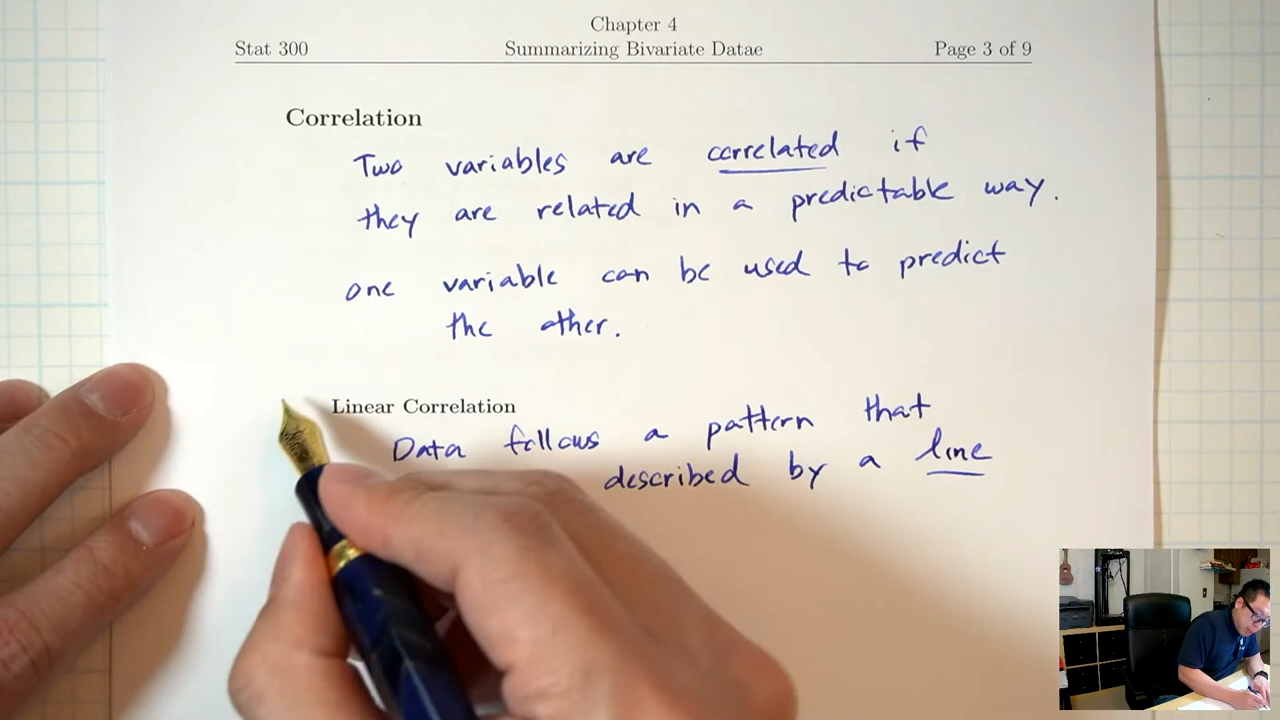 Chapter 4
Stat 300 Summarizing Bivariate Datae Page 3 of 9
Correlation
Two variables are correlated if
they are related in a predictable way.
one variable can be used to predict
the other.
Linear Correlation
Data follows a pattern that
described by a line